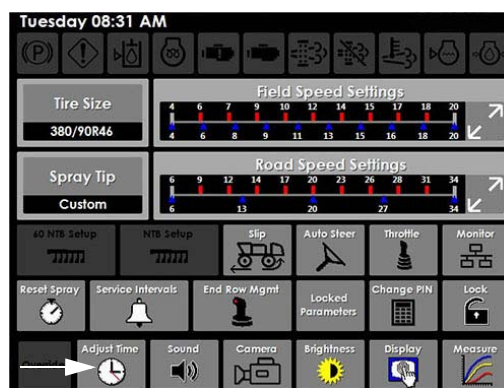 Tuesday 08:31 AM
Tire Size
380/90R46
Field Speed Settings
4 6 7 9 10 12 14 15 17 18 20
4 6 8 9 11 13 15 16 18 20
Spray Tip
Custom
Road Speed Settings
6 9 12 14 17 20 23 26 28 31 34
6 13 20 27 34
60 NTB Setup
NTB Setup
Slip
Auto Steer
Throttle
Monitor
Reset Spray
Service Intervals
End Row Mgmt
Locked
Parameters
Change PIN
Lock
Adjust Time
Sound
Camera
Brightness
Display
Measure